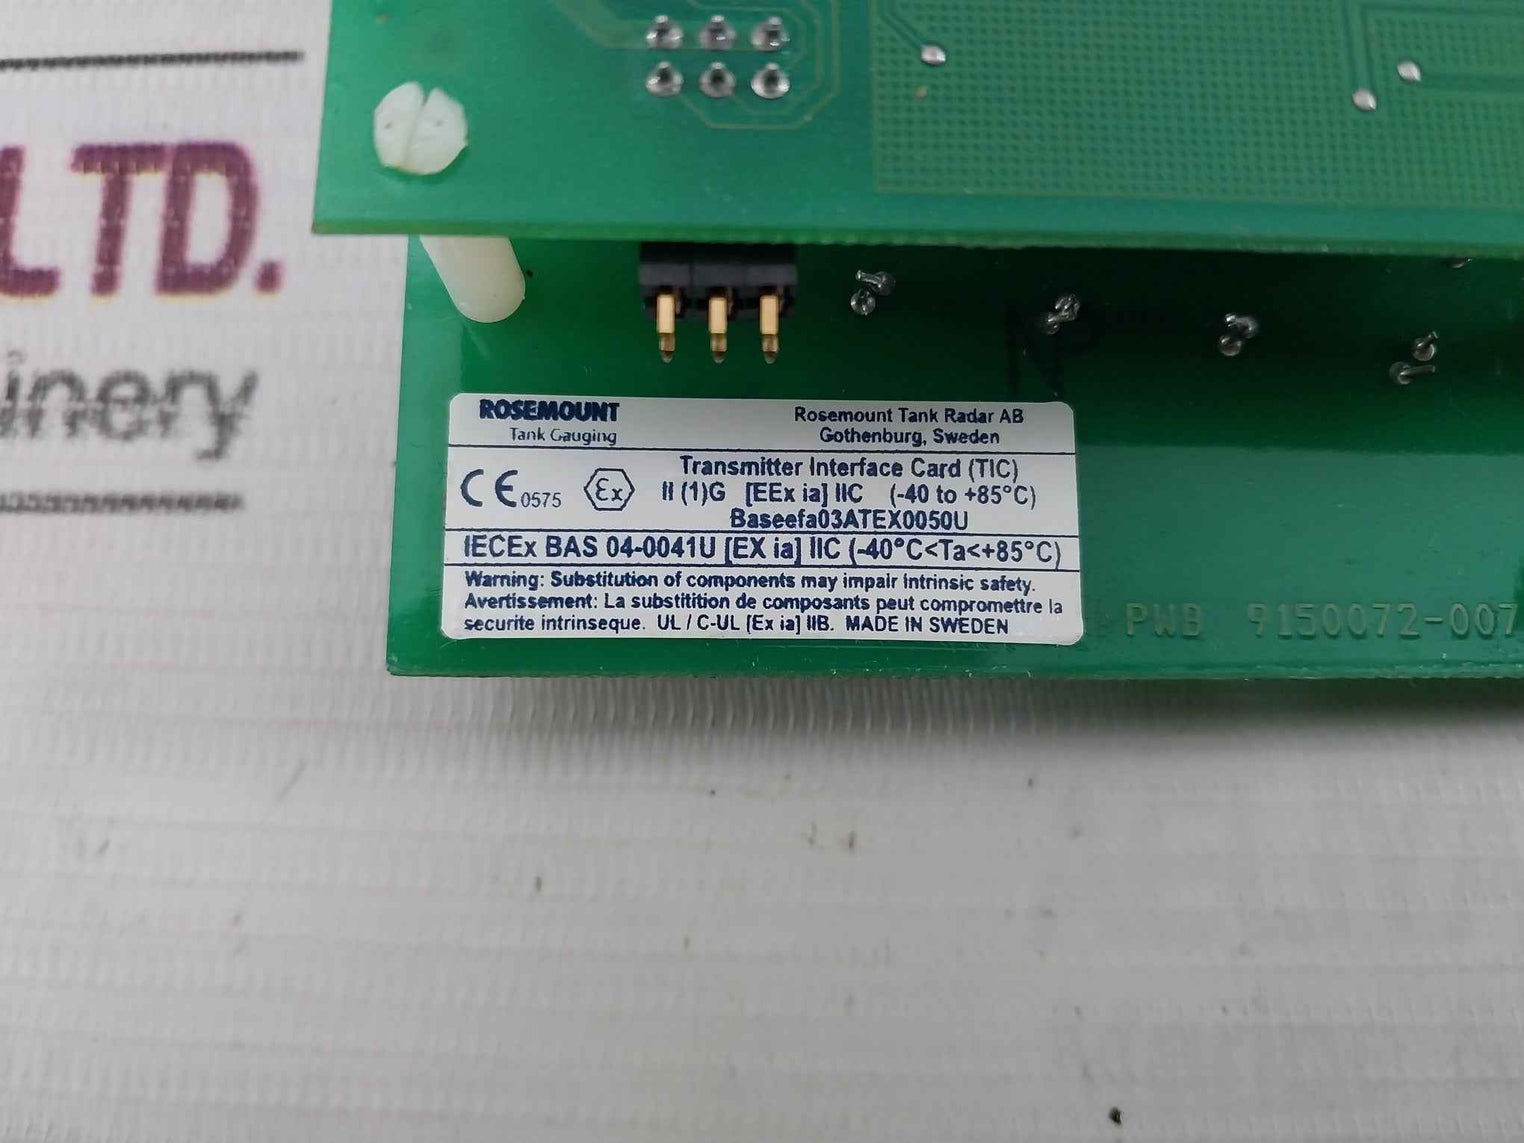 LTD.
inery
ROSEMOUNT
Tank Gauging
Rosemount Tank Radar AB
Gothenburg, Sweden
CE 0575 Ex
Transmitter Interface Card (TIC)
II (1)G [EEx ia] IIC (-40 to +85°C)
Baseefa03ATEX0050U
IECEx BAS 04-0041U [EX ia] IIC (-40°C<Ta<+85°C)
Warning: Substitution of components may impair intrinsic safety.
Avertissement: La substitition de composants peut compromettre la
securite intrinseque. UL / C-UL [Ex ia] IIB. MADE IN SWEDEN
PWB 9150072-007